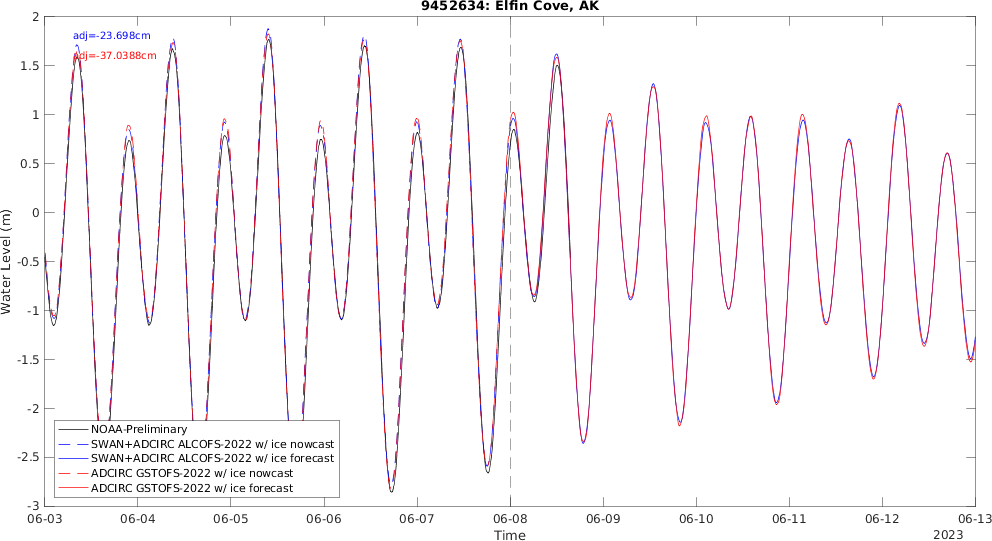 9452634: Elfin Cove, AK
adj=-23.698cm
adj=-37.0388cm
Water Level (m)
2
1.5
1
0.5
0
-0.5
-1
-1.5
-2
-2.5
-3
NOAA-Preliminary
SWAN+ADCIRC ALCOFS-2022 w/ ice nowcast
SWAN+ADCIRC ALCOFS-2022 w/ ice forecast
ADCIRC GSTOFS-2022 w/ ice nowcast
ADCIRC GSTOFS-2022 w/ ice forecast
06-03 06-04 06-05 06-06 06-07 06-08 06-09 06-10 06-11 06-12 06-13
Time
2023